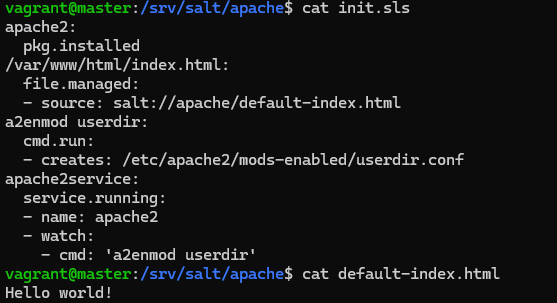 vagrant@master:/srv/salt/apache$ cat init.sls
apache2:
  pkg.installed
/var/www/html/index.html:
  file.managed:
  - source: salt://apache/default-index.html
a2enmod userdir:
  cmd.run:
  - creates: /etc/apache2/mods-enabled/userdir.conf
apache2service:
  service.running:
  - name: apache2
  - watch:
    - cmd: 'a2enmod userdir'
vagrant@master:/srv/salt/apache$ cat default-index.html
Hello world!